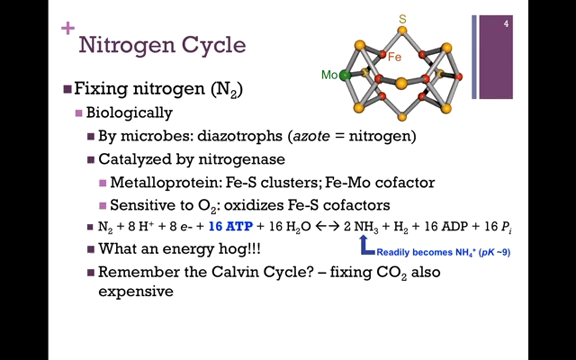 4
+
Nitrogen Cycle
S
Fe
Mo
Fixing nitrogen (N₂)
Biologically
By microbes: diazotrophs (azote = nitrogen)
Catalyzed by nitrogenase
Metalloprotein: Fe-S clusters; Fe-Mo cofactor
Sensitive to O₂: oxidizes Fe-S cofactors
N₂ + 8 H⁺ + 8 e- + 16 ATP + 16 H₂O ←→ 2 NH₃ + H₂ + 16 ADP + 16 Pᵢ
What an energy hog!!!
Readily becomes NH₄⁺ (pK ~9)
Remember the Calvin Cycle? – fixing CO₂ also
expensive